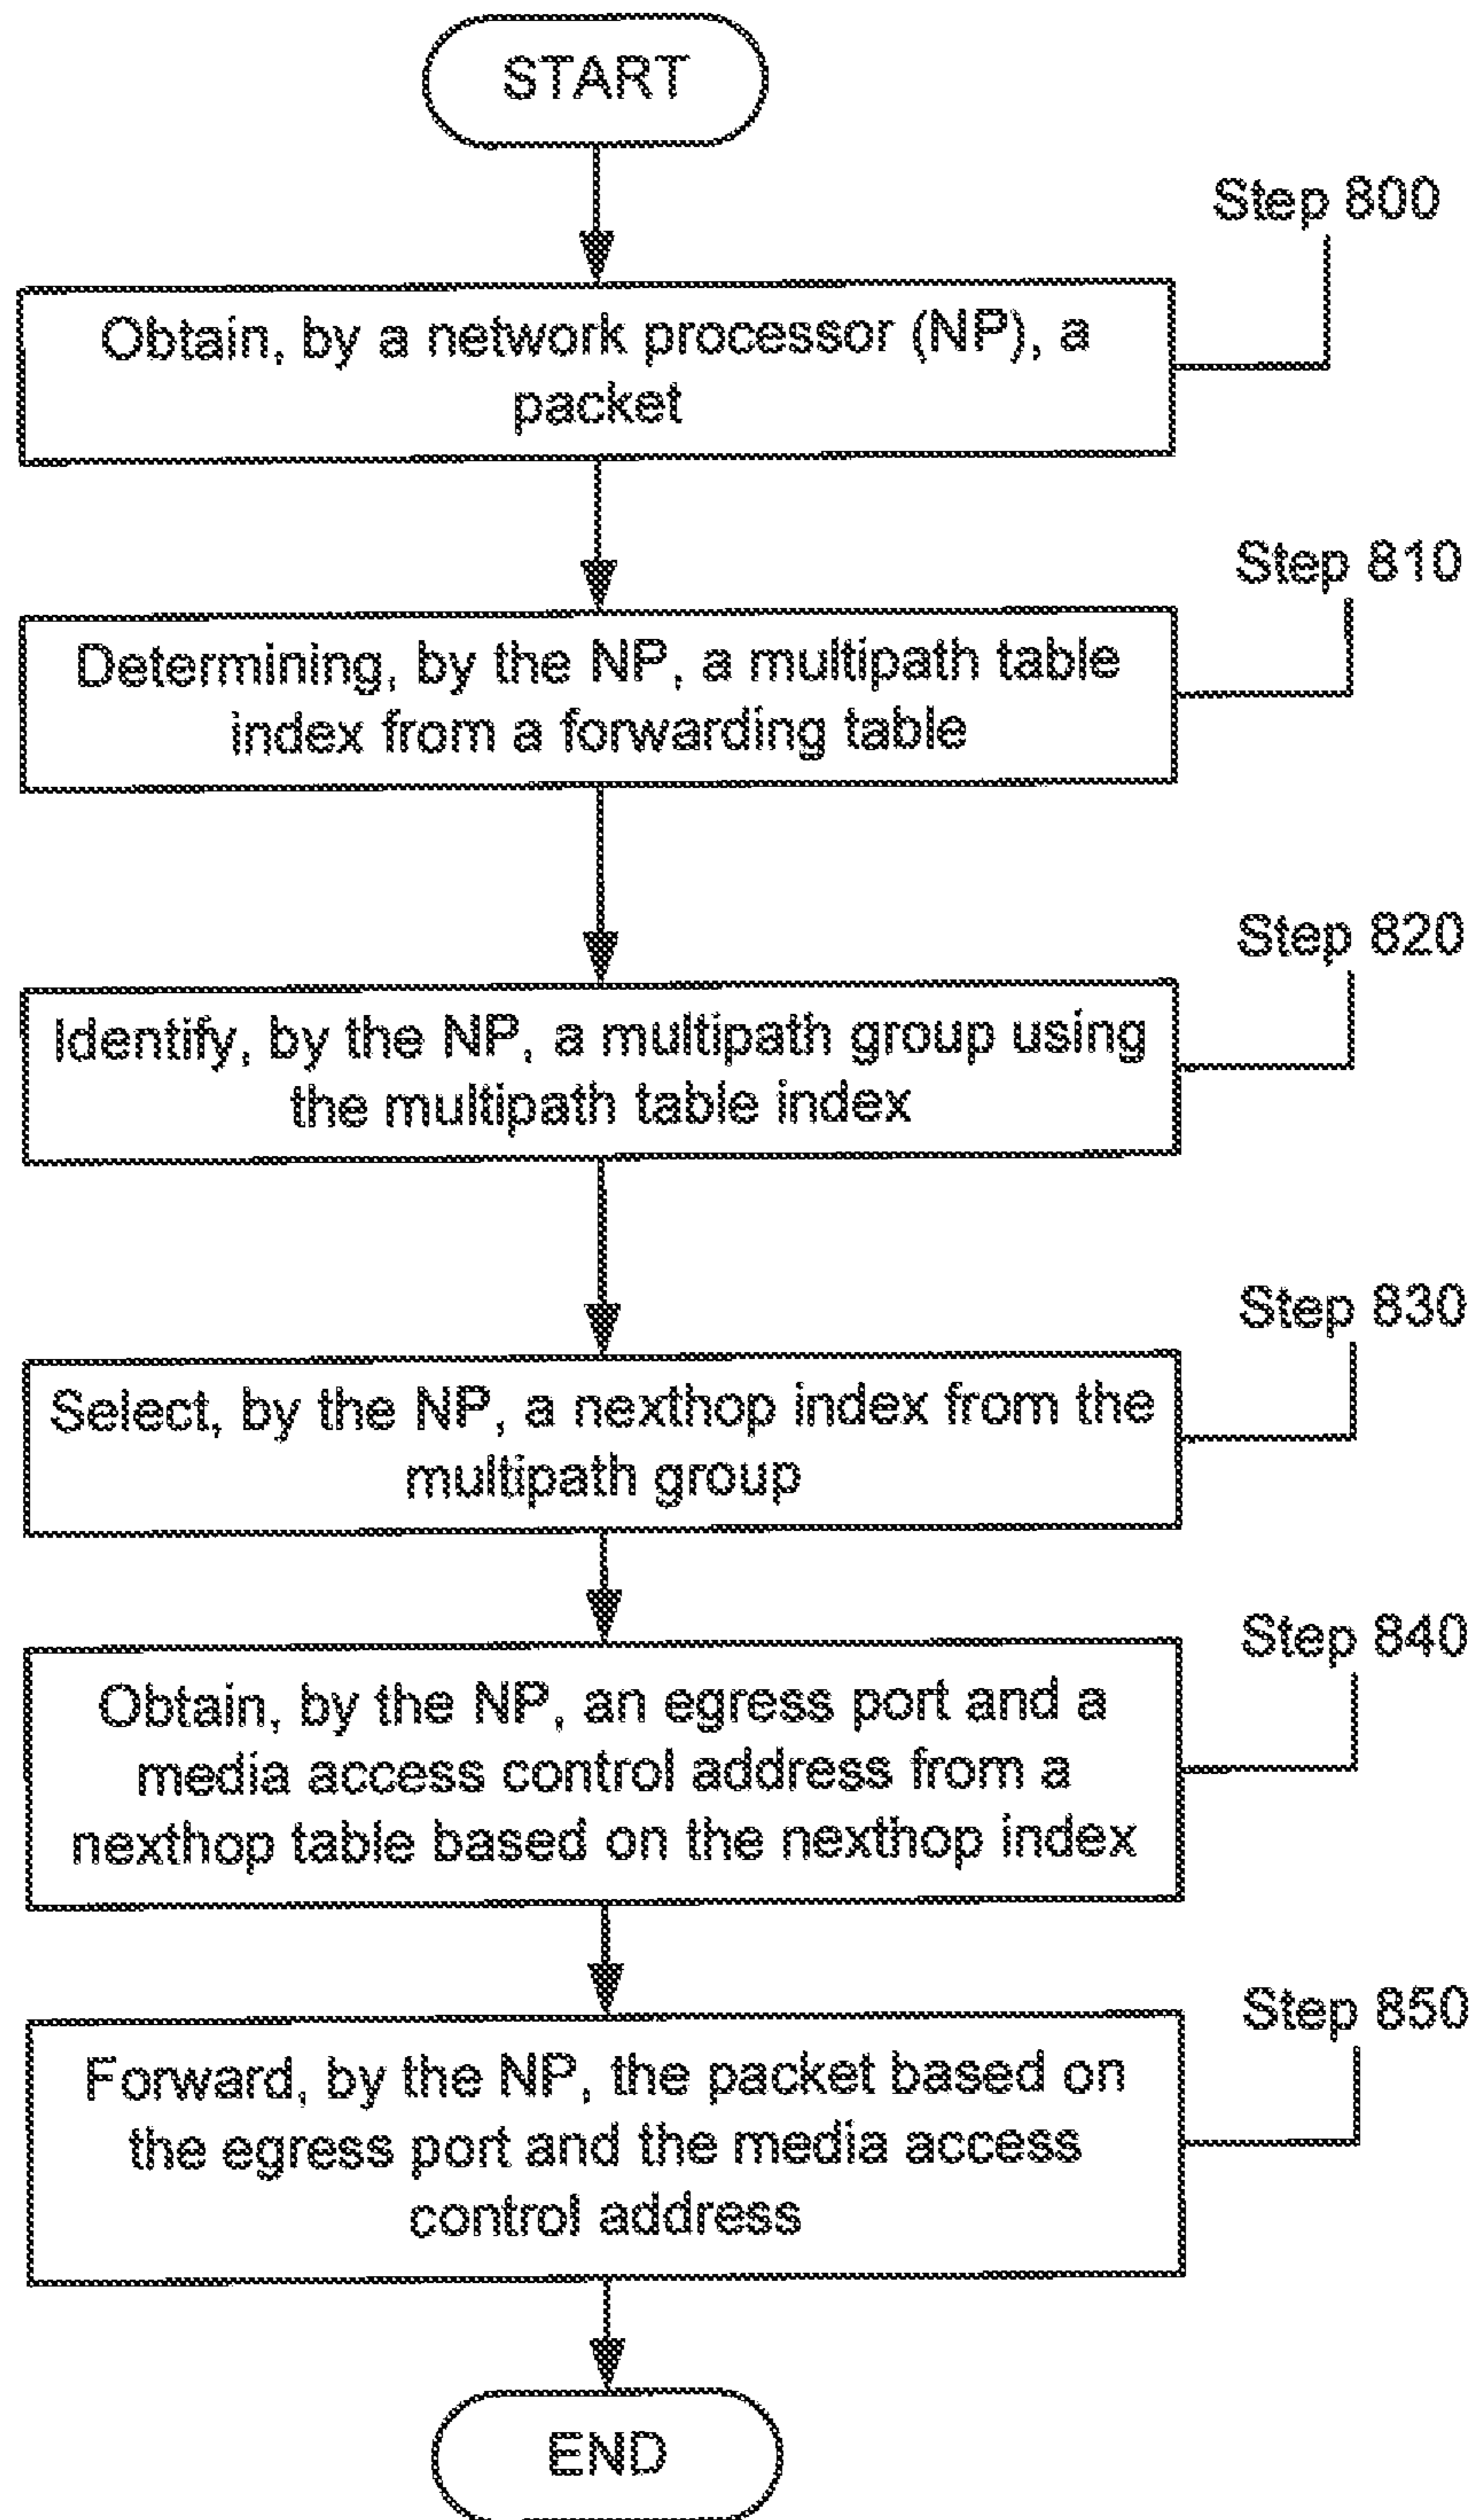 START
Step 800
Obtain, by a network processor (NP), a
packet
Step 810
Determining, by the NP, a multipath table
index from a forwarding table
Step 820
Identify, by the NP, a multipath group using
the multipath table index
Step 830
Select, by the NP, a nexthop index from the
multipath group
Step 840
Obtain, by the NP, an egress port and a
media access control address from a
nexthop table based on the nexthop index
Step 850
Forward, by the NP, the packet based on
the egress port and the media access
control address
END